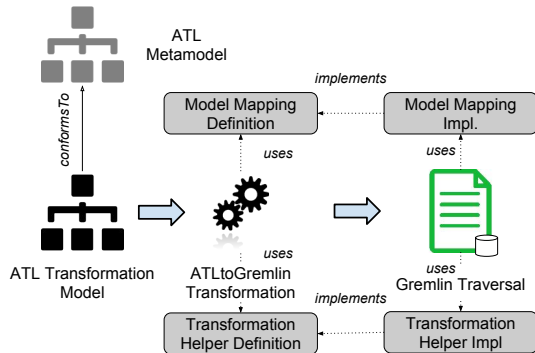 ATL
Metamodel
implements
Model Mapping
Definition
Model Mapping
Impl.
conformsTo
uses
uses
uses
uses
ATL Transformation
Model
ATLtoGremlin
Transformation
Gremlin Traversal
implements
Transformation
Helper Definition
Transformation
Helper Impl